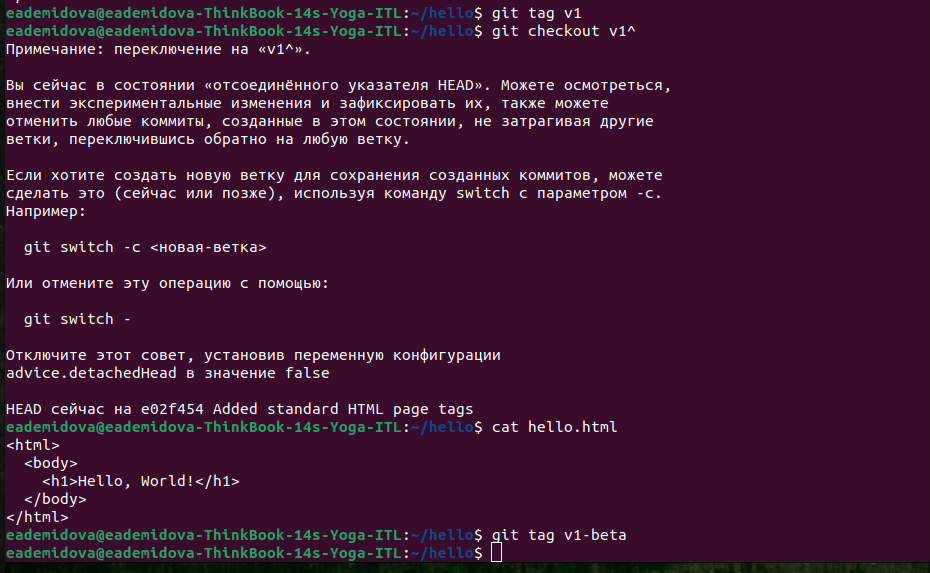 eademidova@eademidova-ThinkBook-14s-Yoga-ITL:~/hello$ git tag v1
eademidova@eademidova-ThinkBook-14s-Yoga-ITL:~/hello$ git checkout v1^
Примечание: переключение на «v1^».
Вы сейчас в состоянии «отсоединённого указателя HEAD». Можете осмотреться,
внести экспериментальные изменения и зафиксировать их, также можете
отменить любые коммиты, созданные в этом состоянии, не затрагивая другие
ветки, переключившись обратно на любую ветку.
Если хотите создать новую ветку для сохранения созданных коммитов, можете
сделать это (сейчас или позже), используя команду switch с параметром -c.
Например:
  git switch -c <новая-ветка>
Или отмените эту операцию с помощью:
  git switch -
Отключите этот совет, установив переменную конфигурации
advice.detachedHead в значение false
HEAD сейчас на e02f454 Added standard HTML page tags
eademidova@eademidova-ThinkBook-14s-Yoga-ITL:~/hello$ cat hello.html
<html>
  <body>
    <h1>Hello, World!</h1>
  </body>
</html>
eademidova@eademidova-ThinkBook-14s-Yoga-ITL:~/hello$ git tag v1-beta
eademidova@eademidova-ThinkBook-14s-Yoga-ITL:~/hello$